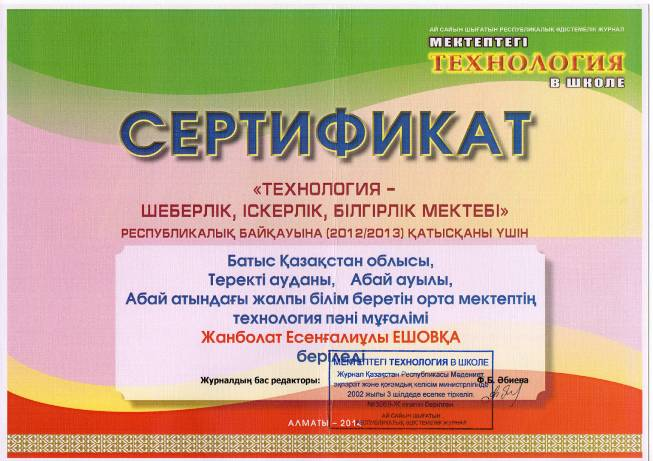 АЙ САЙЫН ШЫҒАТЫН РЕСПУБЛИКАЛЫҚ ӘДІСТЕМЕЛІК ЖУРНАЛ
МЕКТЕПТЕГІ
ТЕХНОЛОГИЯ
В ШКОЛЕ
СЕРТИФИКАТ
«ТЕХНОЛОГИЯ –
ШЕБЕРЛІК, ІСКЕРЛІК, БІЛГІРЛІК МЕКТЕБІ»
РЕСПУБЛИКАЛЫҚ БАЙҚАУЫНА (2012/2013) ҚАТЫСҚАНЫ ҮШІН
Батыс Қазақстан облысы,
Теректі ауданы, Абай ауылы,
Абай атындағы жалпы білім беретін орта мектептің
технология пәні мұғалімі
Жанболат Есенғалиұлы ЕШОВҚА
беріледі
МЕКТЕПТЕГІ ТЕХНОЛОГИЯ В ШКОЛЕ
Журнал Қазақстан Республикасы Мәдениет
ақпарат және қоғамдық келісім министрлігінде
2002 жылы 3 шілдеде есепке тіркеліп
куәлігі берілген
АЙ САЙЫН ШЫҒАТЫН
РЕСПУБЛИКАЛЫҚ ӘДІСТЕМЕЛІК ЖУРНАЛ
Журналдың бас редакторы: Ф.Б. Әбиева
АЛМАТЫ – 2014